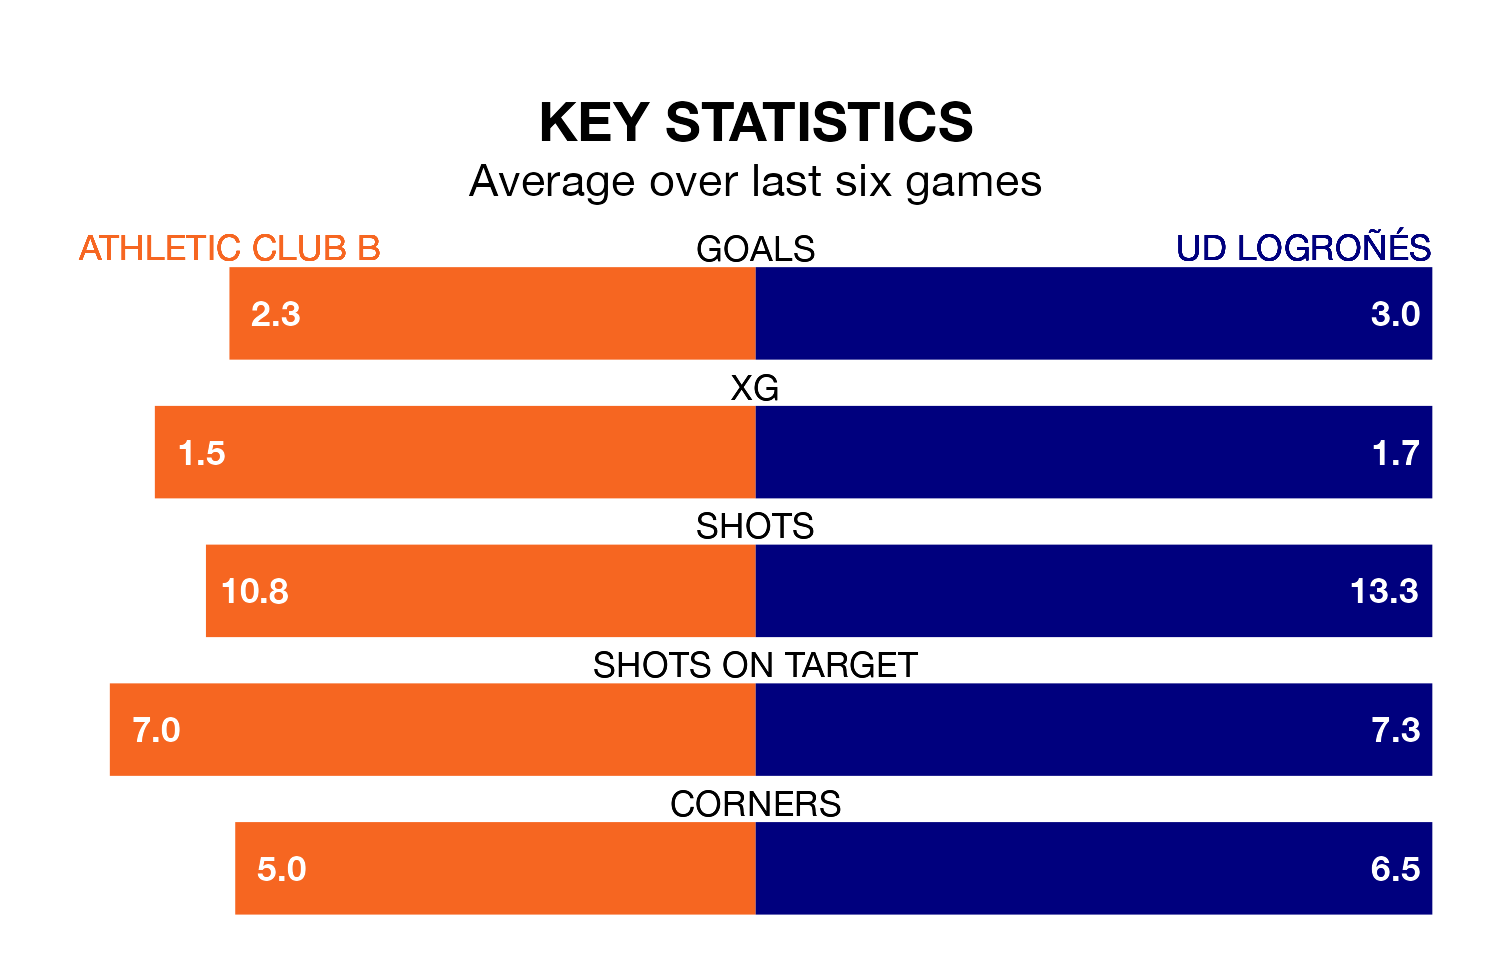 KEY STATISTICS
Average over last six games
ATHLETIC CLUB B GOALS UD LOGROÑÉS
2.3 3.0
XG
1.5 1.7
SHOTS
10.8 13.3
SHOTS ON TARGET
7.0 7.3
CORNERS
5.0 6.5